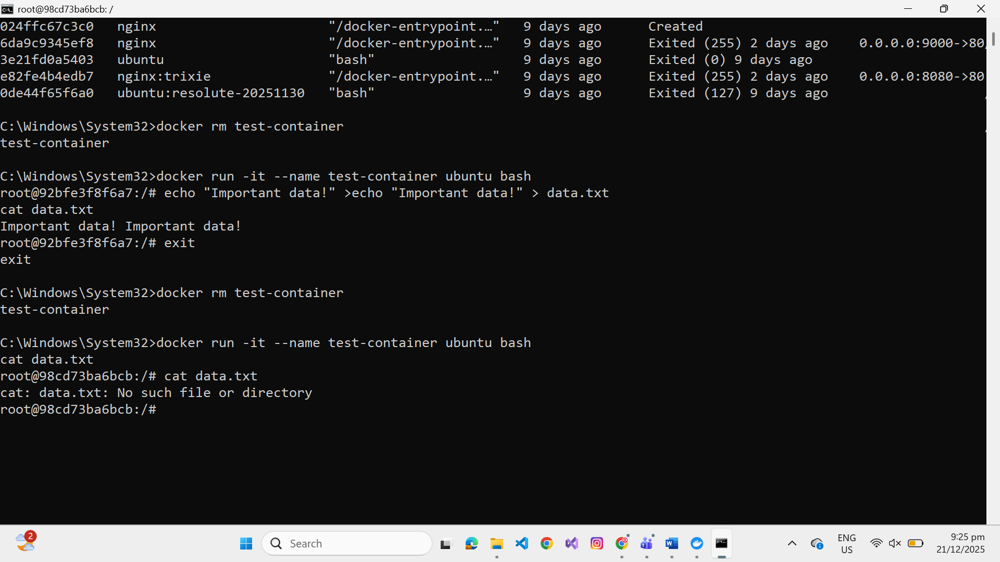 root@98cd73ba6bcb: /
024ffc67c3c0   nginx                      "/docker-entrypoint.…"   9 days ago      Created
6da9c9345ef8   nginx                      "/docker-entrypoint.…"   9 days ago      Exited (255) 2 days ago    0.0.0.0:9000->80/
3e21fd0a5403   ubuntu                     "bash"                   9 days ago      Exited (0) 9 days ago
e82fe4b4edb7   nginx:trixie               "/docker-entrypoint.…"   9 days ago      Exited (255) 2 days ago    0.0.0.0:8080->80
0de44f65f6a0   ubuntu:resolute-20251130   "bash"                   9 days ago      Exited (127) 9 days ago
C:\Windows\System32>docker rm test-container
test-container
C:\Windows\System32>docker run -it --name test-container ubuntu bash
root@92bfe3f8f6a7:/# echo "Important data!" >echo "Important data!" > data.txt
cat data.txt
Important data! Important data!
root@92bfe3f8f6a7:/# exit
exit
C:\Windows\System32>docker rm test-container
test-container
C:\Windows\System32>docker run -it --name test-container ubuntu bash
cat data.txt
root@98cd73ba6bcb:/# cat data.txt
cat: data.txt: No such file or directory
root@98cd73ba6bcb:/#
2
Search
ENG
US
9:25 pm
21/12/2025